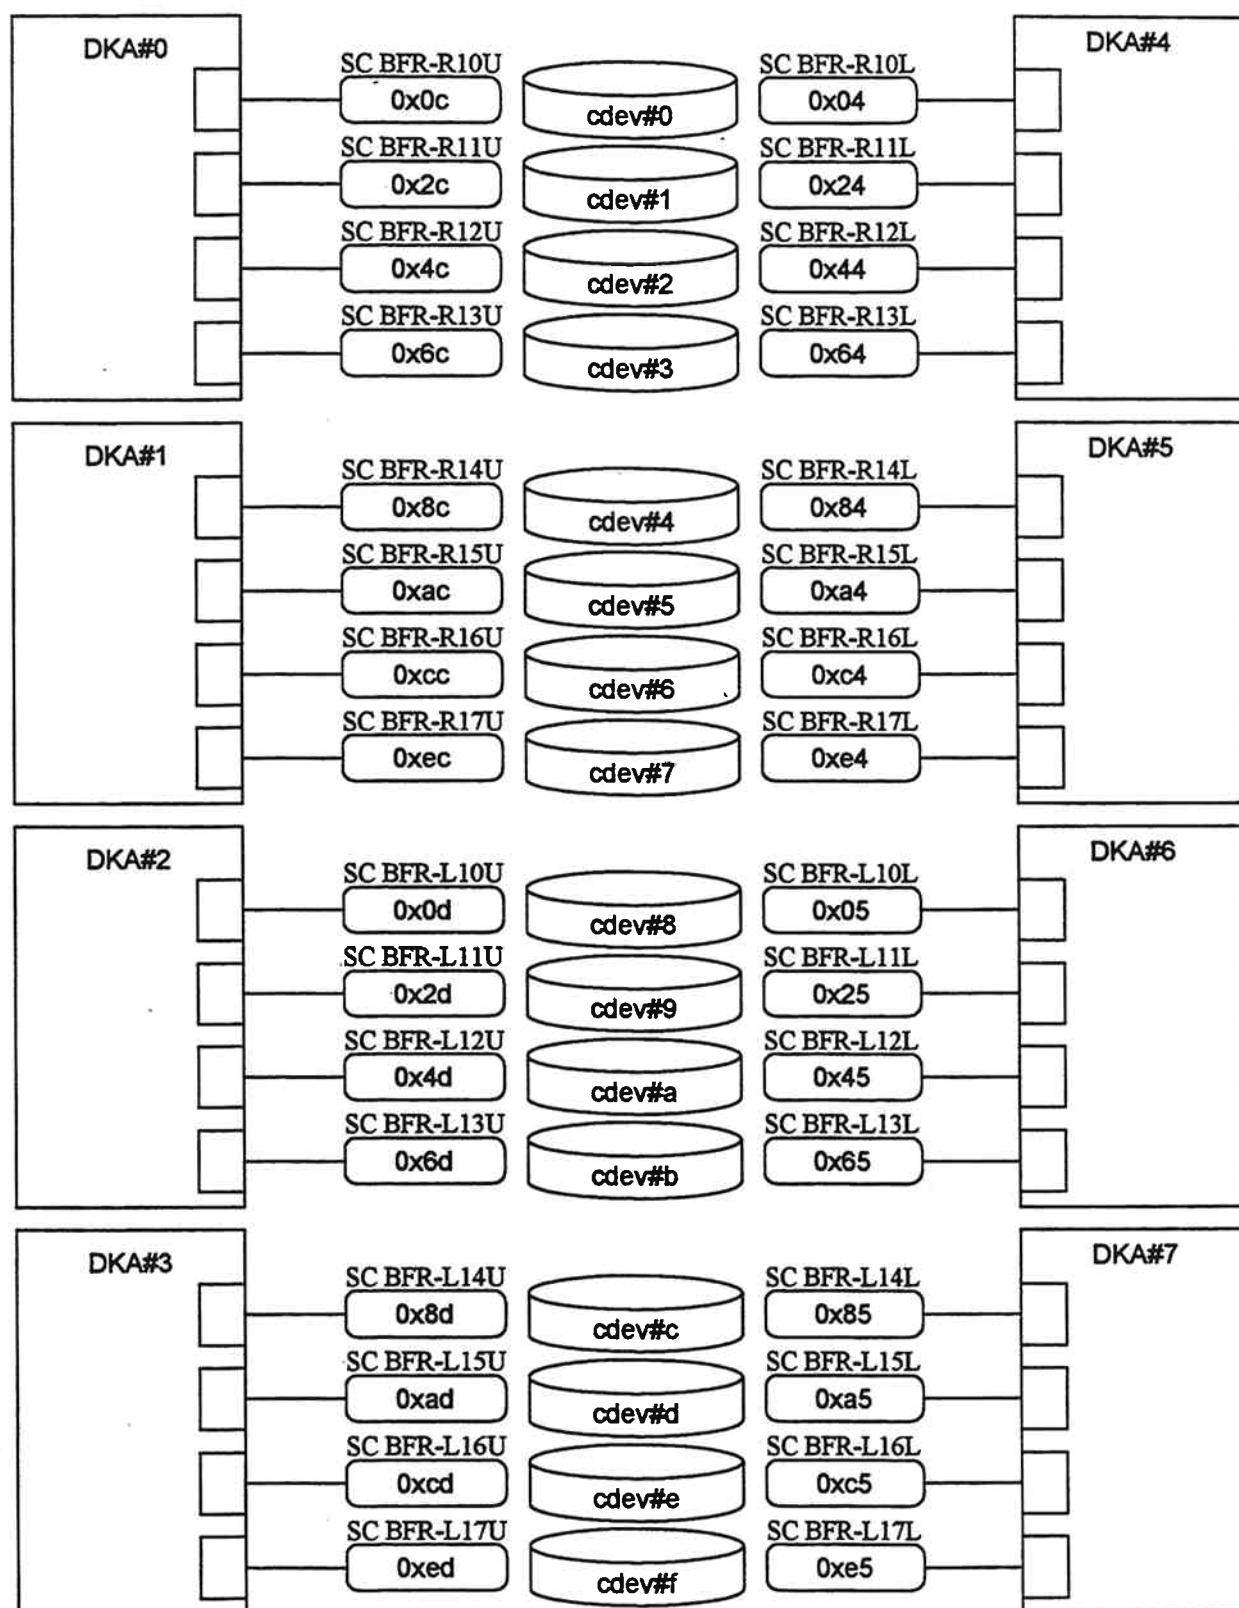 DKA#0 DKA#4
SC BFR-R10U SC BFR-R10L
0x0c cdev#0 0x04
SC BFR-R11U SC BFR-R11L
0x2c cdev#1 0x24
SC BFR-R12U SC BFR-R12L
0x4c cdev#2 0x44
SC BFR-R13U SC BFR-R13L
0x6c cdev#3 0x64
DKA#1 DKA#5
SC BFR-R14U SC BFR-R14L
0x8c cdev#4 0x84
SC BFR-R15U SC BFR-R15L
0xac cdev#5 0xa4
SC BFR-R16U SC BFR-R16L
0xcc cdev#6 0xc4
SC BFR-R17U SC BFR-R17L
0xec cdev#7 0xe4
DKA#2 DKA#6
SC BFR-L10U SC BFR-L10L
0x0d cdev#8 0x05
SC BFR-L11U SC BFR-L11L
0x2d cdev#9 0x25
SC BFR-L12U SC BFR-L12L
0x4d cdev#a 0x45
SC BFR-L13U SC BFR-L13L
0x6d cdev#b 0x65
DKA#3 DKA#7
SC BFR-L14U SC BFR-L14L
0x8d cdev#c 0x85
SC BFR-L15U SC BFR-L15L
0xad cdev#d 0xa5
SC BFR-L16U SC BFR-L16L
0xcd cdev#e 0xc5
SC BFR-L17U SC BFR-L17L
0xed cdev#f 0xe5